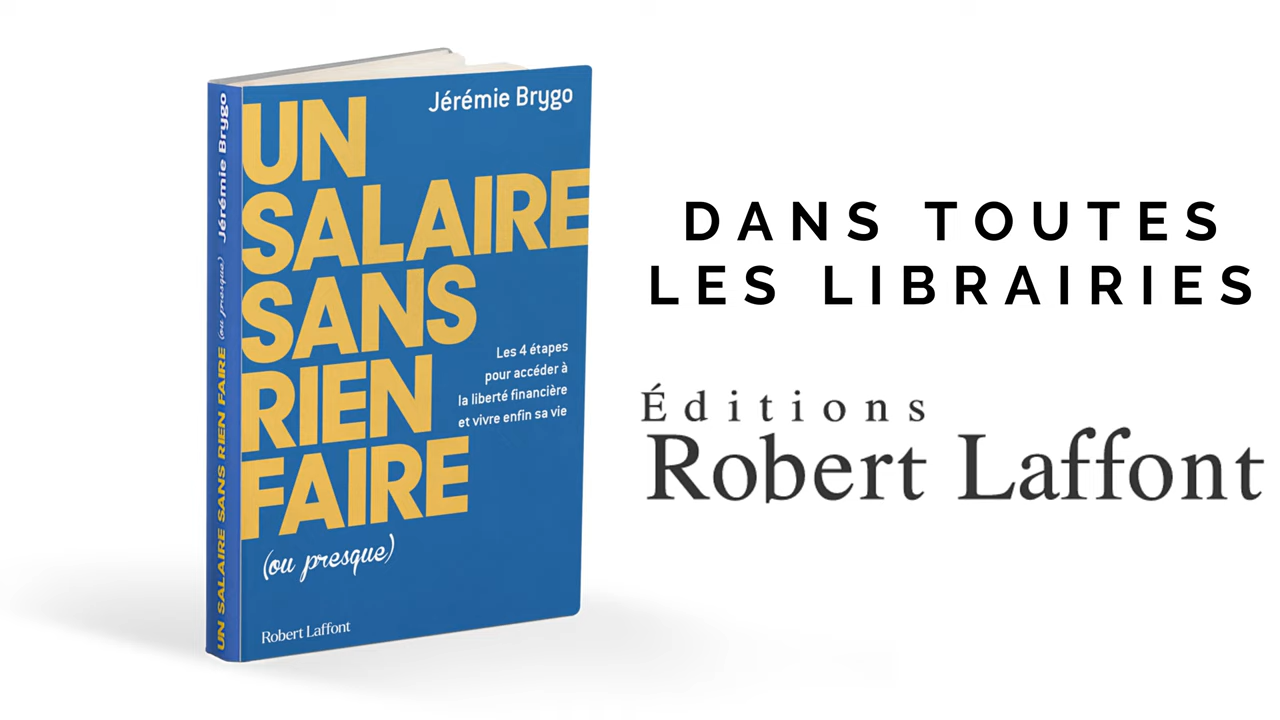 Jérémie Brygo
UN
SALAIRE
SANS
RIEN
FAIRE
(ou presque)
Les 4 étapes
pour accéder à
la liberté financière
et vivre enfin sa vie
Robert Laffont
UN SALAIRE SANS RIEN FAIRE (ou presque) Jérémie Brygo
DANS TOUTES
LES LIBRAIRIES
Éditions
Robert Laffont